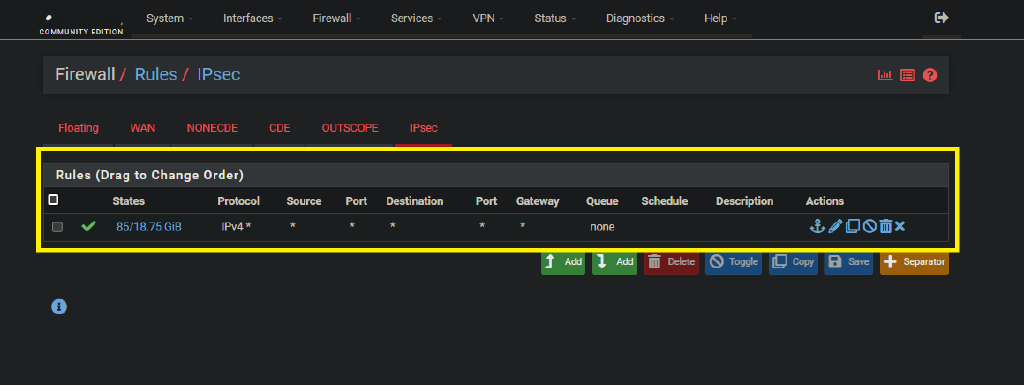 System Interfaces Firewall Services VPN Status Diagnostics Help
COMMUNITY EDITION
Firewall / Rules / IPsec
Floating WAN NONECDE CDE OUTSCOPE IPsec
Rules (Drag to Change Order)
States Protocol Source Port Destination Port Gateway Queue Schedule Description Actions
85/18.75 GiB IPv4 * * * * * * none
Add Add Delete Toggle Copy Save Separator